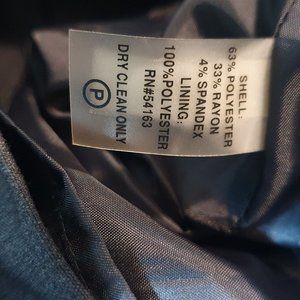 SHELL:
63% POLYESTER
33% RAYON
4% SPANDEX
LINING:
100%POLYESTER
RN#54163
P
DRY CLEAN ONLY